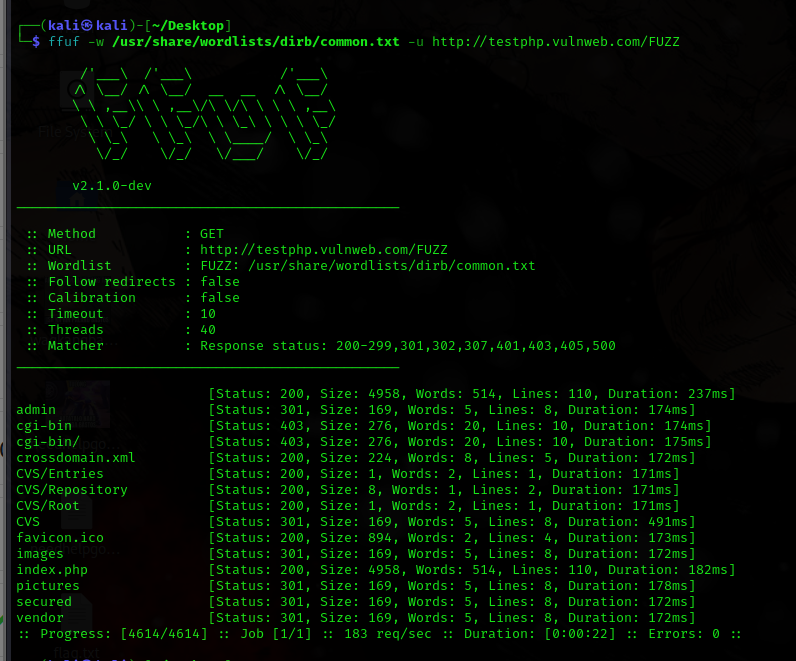 ┌──(kali㉿kali)-[~/Desktop]
└─$ ffuf -w /usr/share/wordlists/dirb/common.txt -u http://testphp.vulnweb.com/FUZZ
v2.1.0-dev
:: Method : GET
:: URL : http://testphp.vulnweb.com/FUZZ
:: Wordlist : FUZZ: /usr/share/wordlists/dirb/common.txt
:: Follow redirects : false
:: Calibration : false
:: Timeout : 10
:: Threads : 40
:: Matcher : Response status: 200-299,301,302,307,401,403,405,500
[Status: 200, Size: 4958, Words: 514, Lines: 110, Duration: 237ms]
admin [Status: 301, Size: 169, Words: 5, Lines: 8, Duration: 174ms]
cgi-bin [Status: 403, Size: 276, Words: 20, Lines: 10, Duration: 174ms]
cgi-bin/ [Status: 403, Size: 276, Words: 20, Lines: 10, Duration: 175ms]
crossdomain.xml [Status: 200, Size: 224, Words: 8, Lines: 5, Duration: 172ms]
CVS/Entries [Status: 200, Size: 1, Words: 2, Lines: 1, Duration: 171ms]
CVS/Repository [Status: 200, Size: 8, Words: 1, Lines: 2, Duration: 171ms]
CVS/Root [Status: 200, Size: 1, Words: 2, Lines: 1, Duration: 171ms]
CVS [Status: 301, Size: 169, Words: 5, Lines: 8, Duration: 491ms]
favicon.ico [Status: 200, Size: 894, Words: 2, Lines: 4, Duration: 173ms]
images [Status: 301, Size: 169, Words: 5, Lines: 8, Duration: 172ms]
index.php [Status: 200, Size: 4958, Words: 514, Lines: 110, Duration: 182ms]
pictures [Status: 301, Size: 169, Words: 5, Lines: 8, Duration: 178ms]
secured [Status: 301, Size: 169, Words: 5, Lines: 8, Duration: 172ms]
vendor [Status: 301, Size: 169, Words: 5, Lines: 8, Duration: 172ms]
:: Progress: [4614/4614] :: Job [1/1] :: 183 req/sec :: Duration: [0:00:22] :: Errors: 0 ::